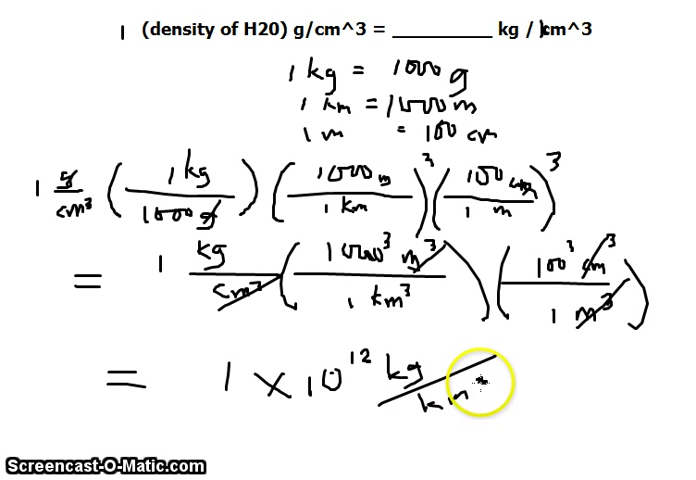 1 (density of H20) g/cm^3 = __________ kg / km^3
1 kg = 1000 g
1 km = 1000 m
1 m = 100 cm
1 g/cm³ (1 kg / 1000 g) (1000 m / 1 km)³ (100 cm / 1 m)³
= 1 kg/cm³ (1000³ m³ / 1 km³) (100³ cm³ / 1 m³)
= 1 × 10¹² kg / km
Screencast-O-Matic.com